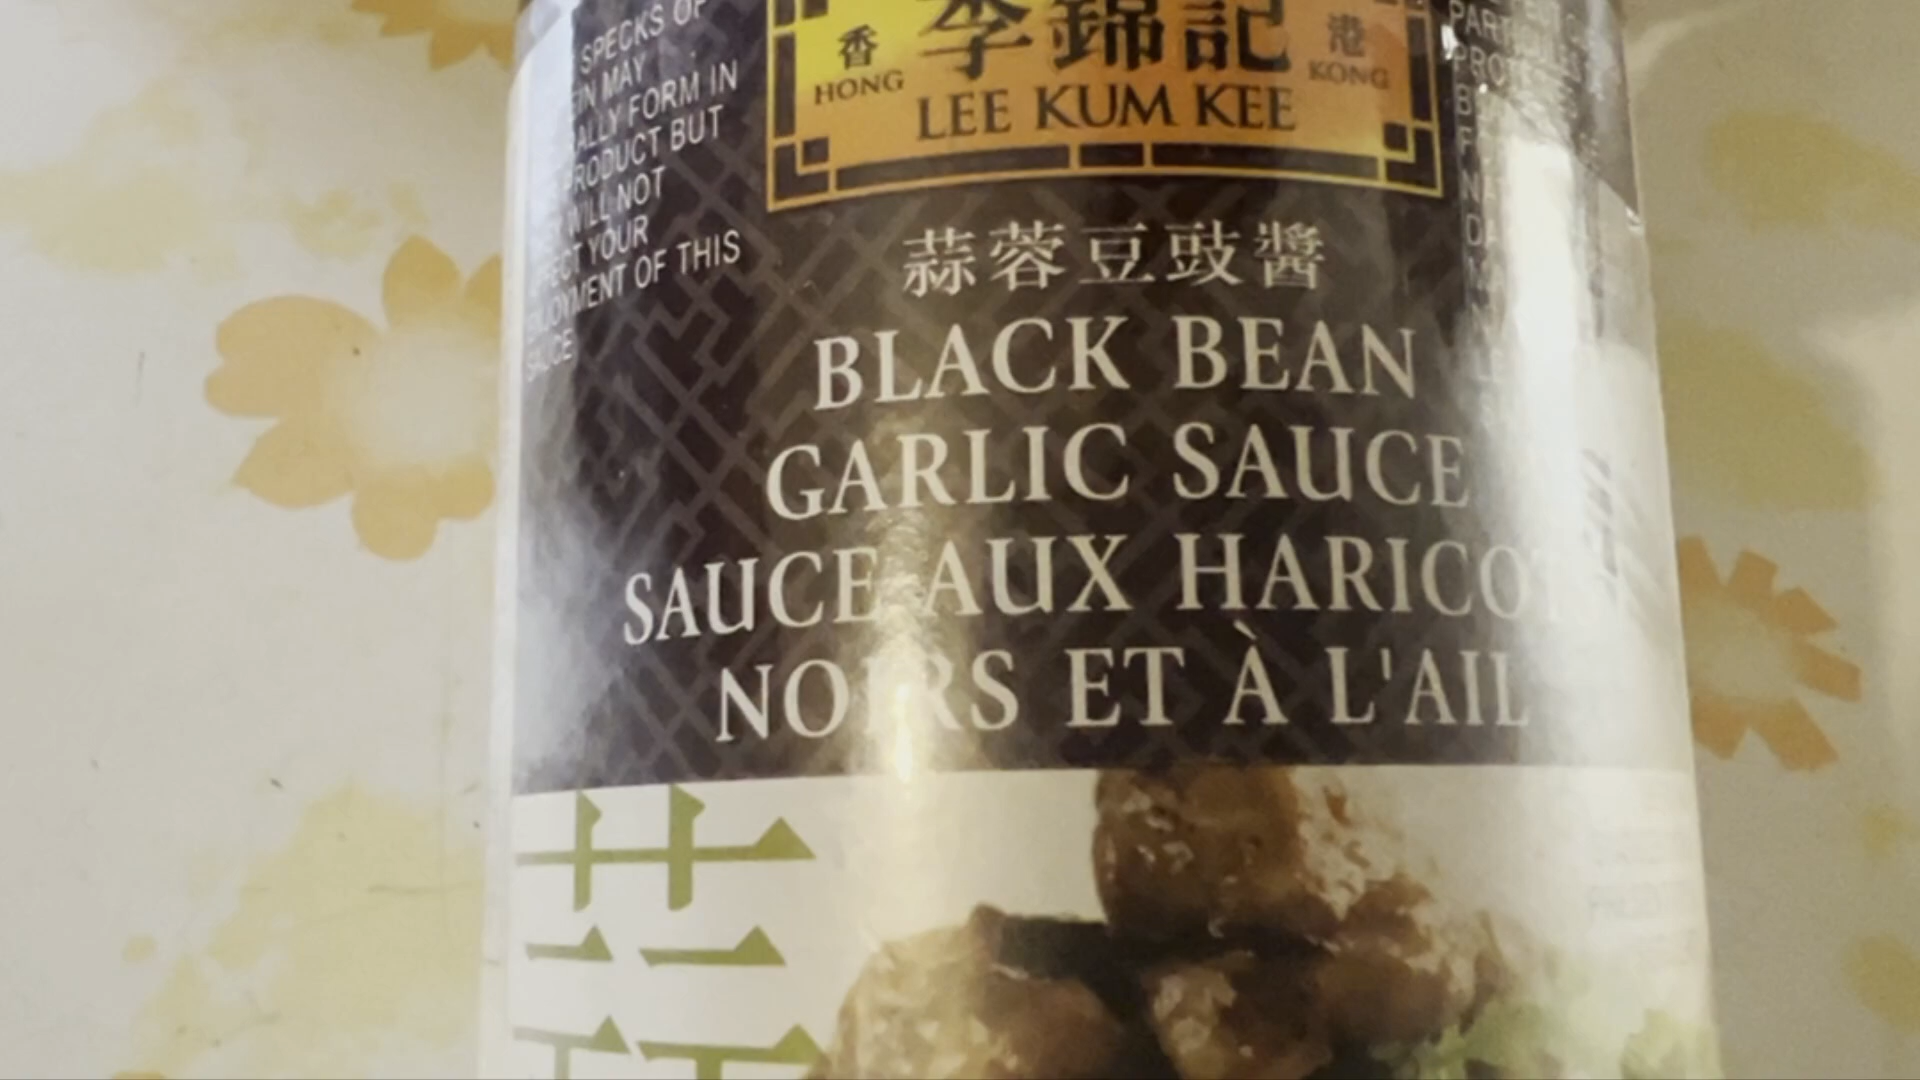 SPECKS OF
MAY
FORM IN
PRODUCT BUT
WILL NOT
YOUR
ENJOYMENT OF THIS
SAUCE
香 李錦記 港
HONG KONG
LEE KUM KEE
蒜蓉豆豉醬
BLACK BEAN
GARLIC SAUCE
SAUCE AUX HARICOTS
NOIRS ET À L'AIL